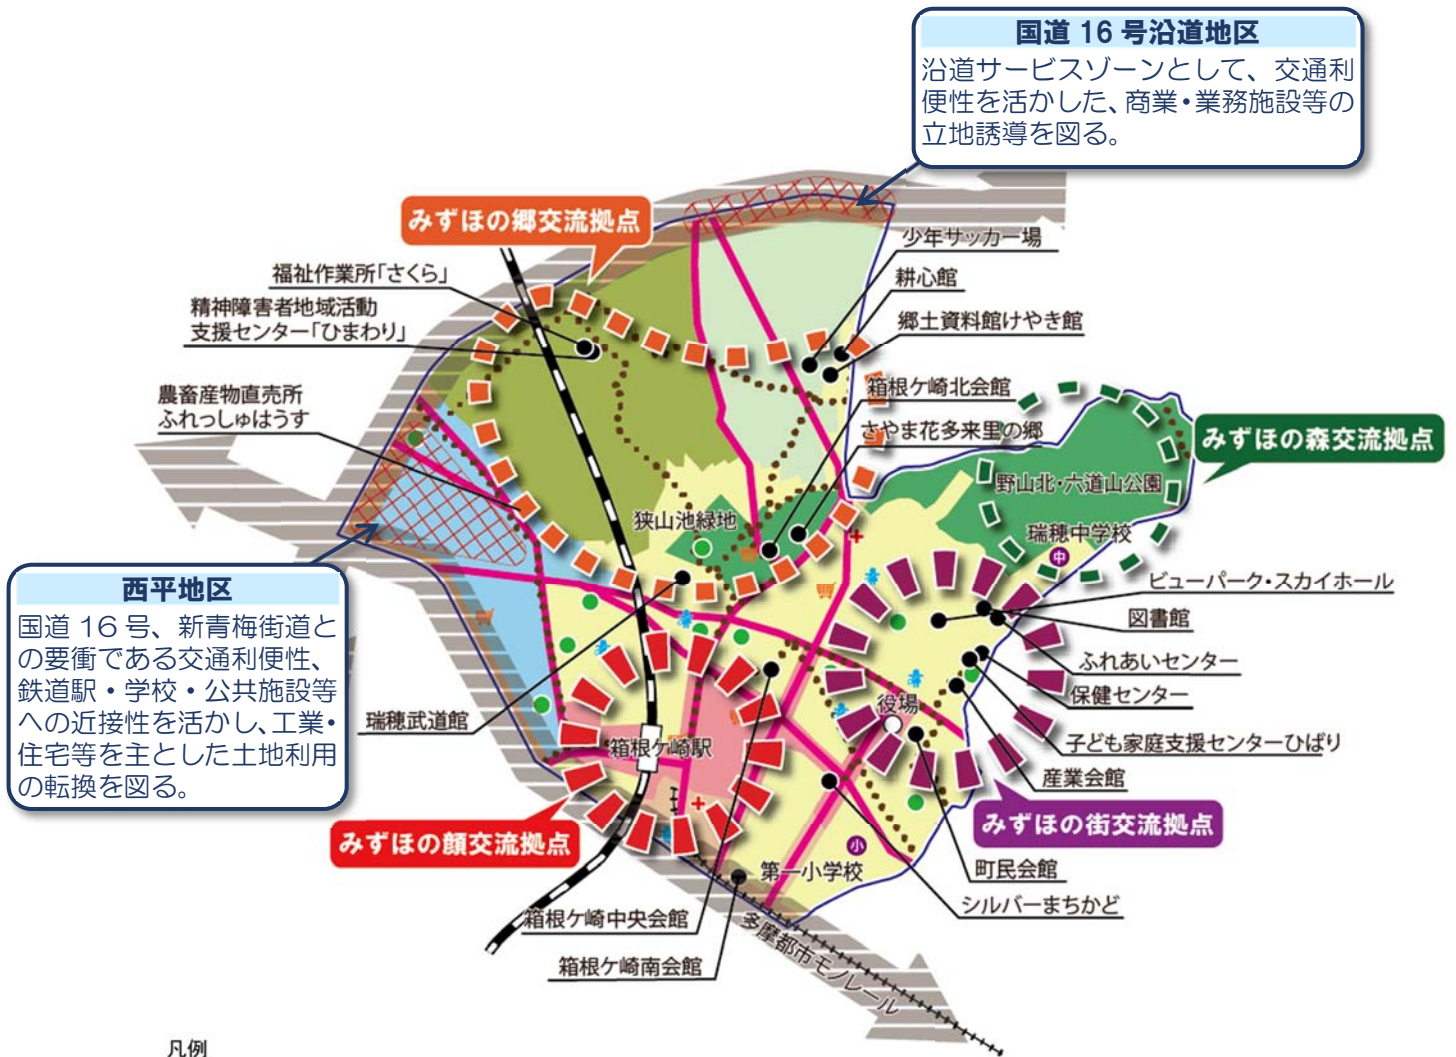 国道 16 号沿道地区
沿道サービスゾーンとして、交通利
便性を活かした、商業・業務施設等の
立地誘導を図る。
みずほの郷交流拠点
少年サッカー場
福祉作業所「さくら」
耕心館
精神障害者地域活動
支援センター「ひまわり」
郷土資料館けやき館
箱根ケ崎北会館
農畜産物直売所
ふれっしゅはうす
さやま花多来里の郷
みずほの森交流拠点
野山北・六道山公園
狭山池緑地
瑞穂中学校
中
西平地区
国道 16 号、新青梅街道と
の要衝である交通利便性、
鉄道駅・学校・公共施設等
への近接性を活かし、工業・
住宅等を主とした土地利用
の転換を図る。
ビューパーク・スカイホール
図書館
ふれあいセンター
保健センター
役場
瑞穂武道館
箱根ケ崎駅
子ども家庭支援センターひばり
産業会館
みずほの街交流拠点
みずほの顔交流拠点
小
第一小学校
町民会館
シルバーまちかど
箱根ケ崎中央会館
多摩都市モノレール
箱根ケ崎南会館
凡例